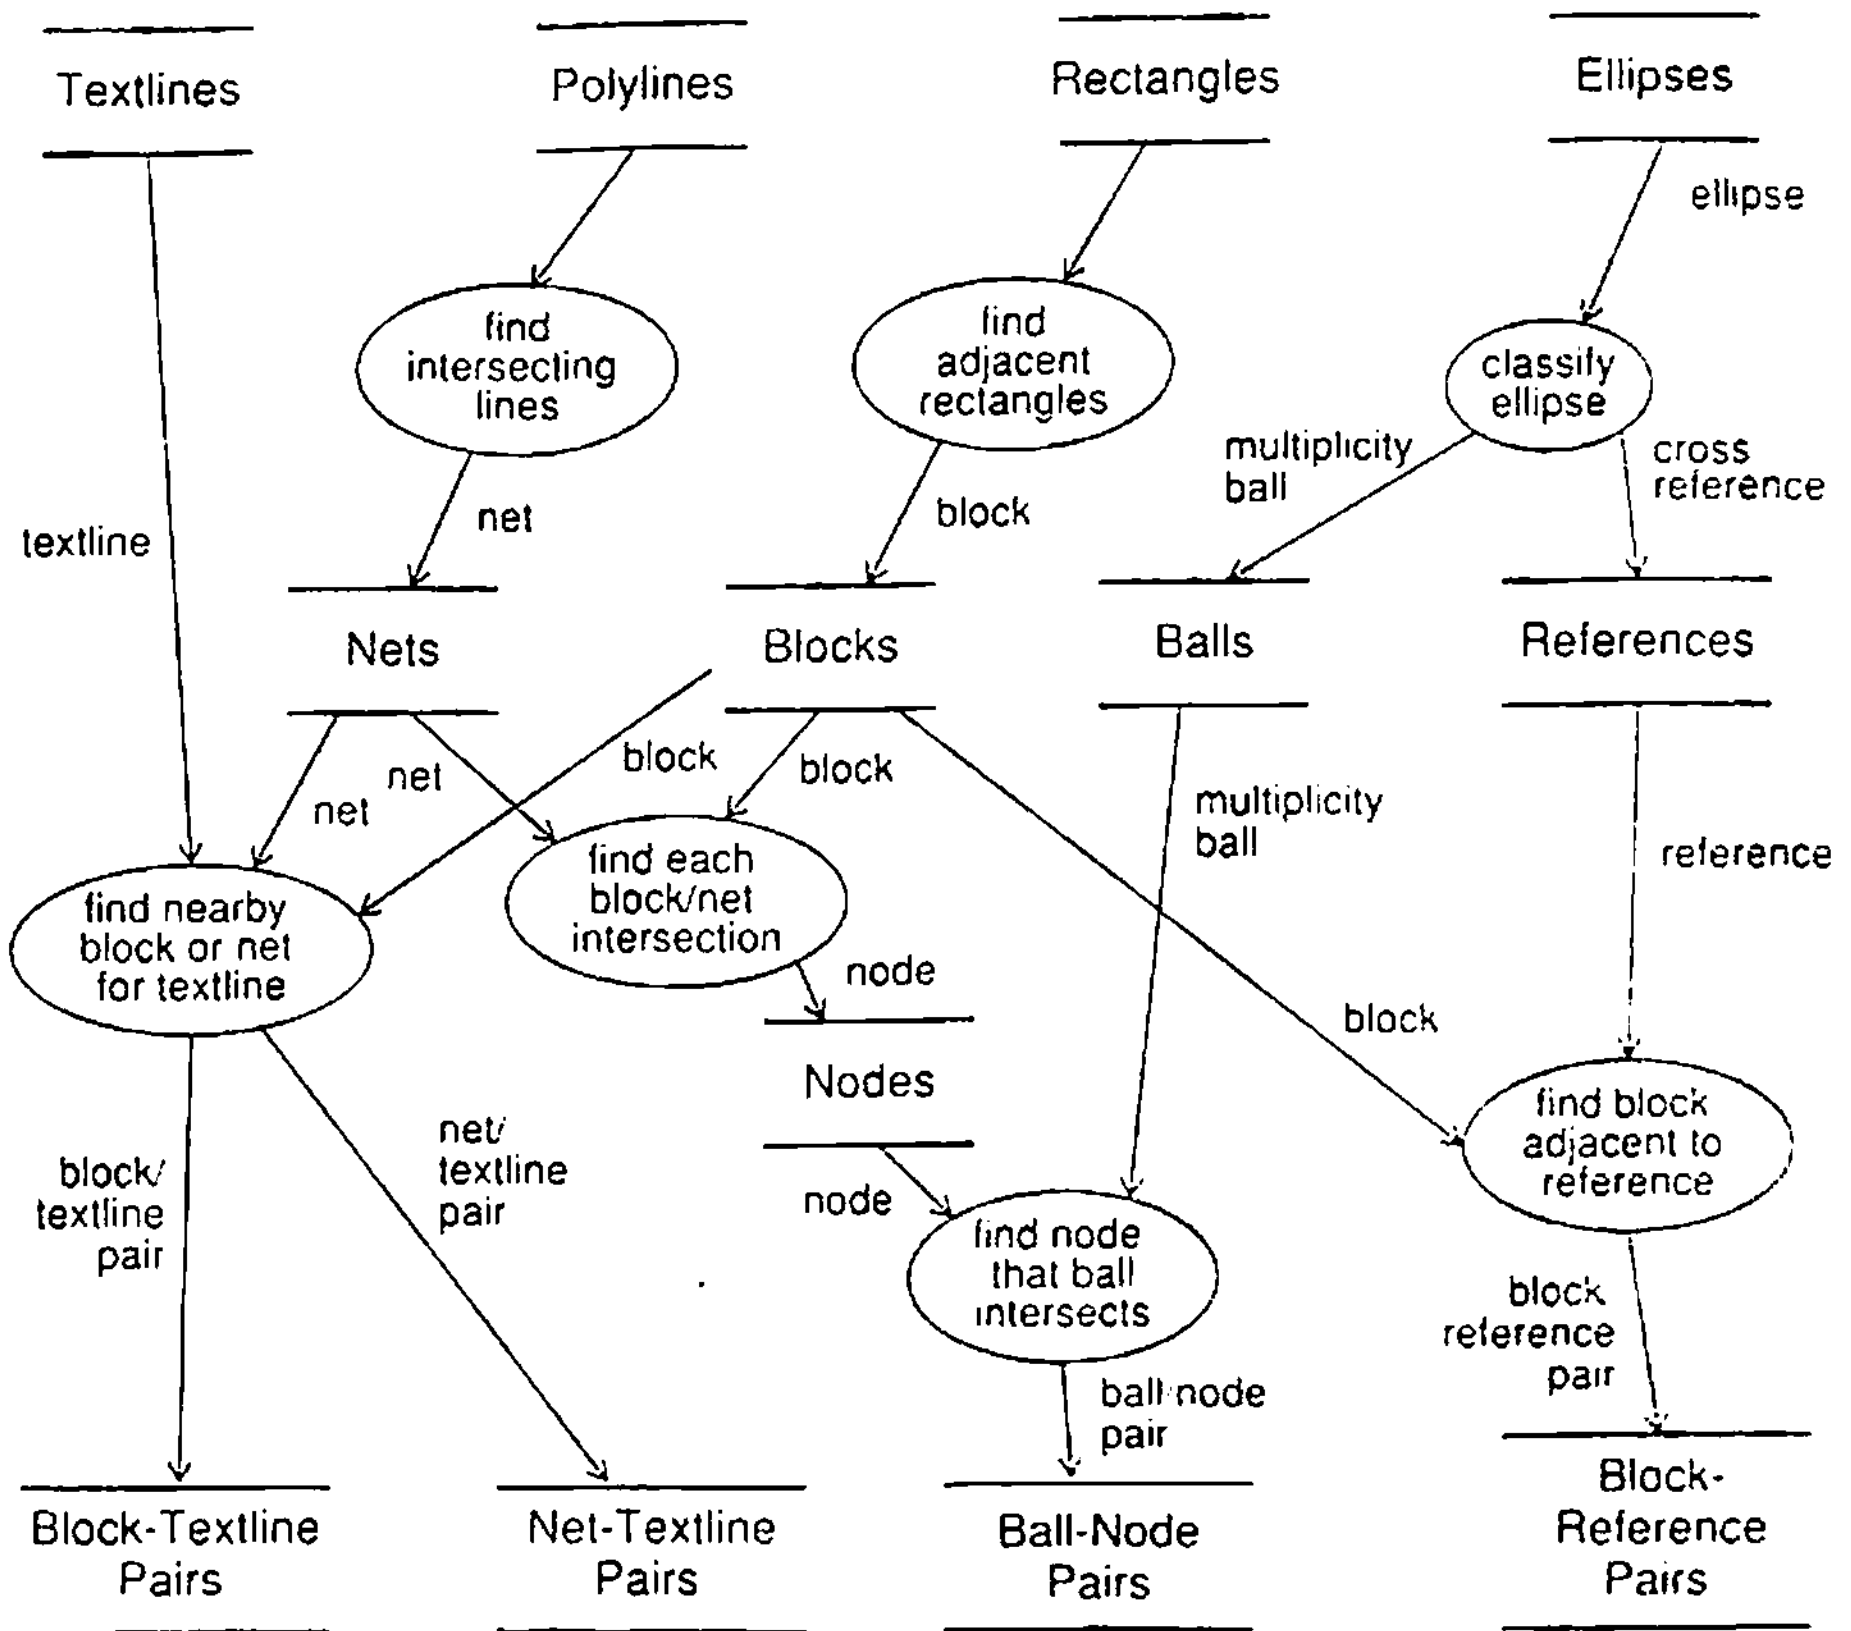 Textlines
Polylines
Rectangles
Ellipses
ellipse
find
intersecting
lines
find
adjacent
rectangles
classify
ellipse
multiplicity
ball
cross
reference
textline
net
block
Nets
Blocks
Balls
References
net
net
block
block
multiplicity
ball
reference
find nearby
block or net
for textline
find each
block/net
intersection
node
block
Nodes
node
find block
adjacent to
reference
block/
textline
pair
net/
textline
pair
find node
that ball
intersects
block
reference
pair
ball node
pair
Block-Textline
Pairs
Net-Textline
Pairs
Ball-Node
Pairs
Block-
Reference
Pairs